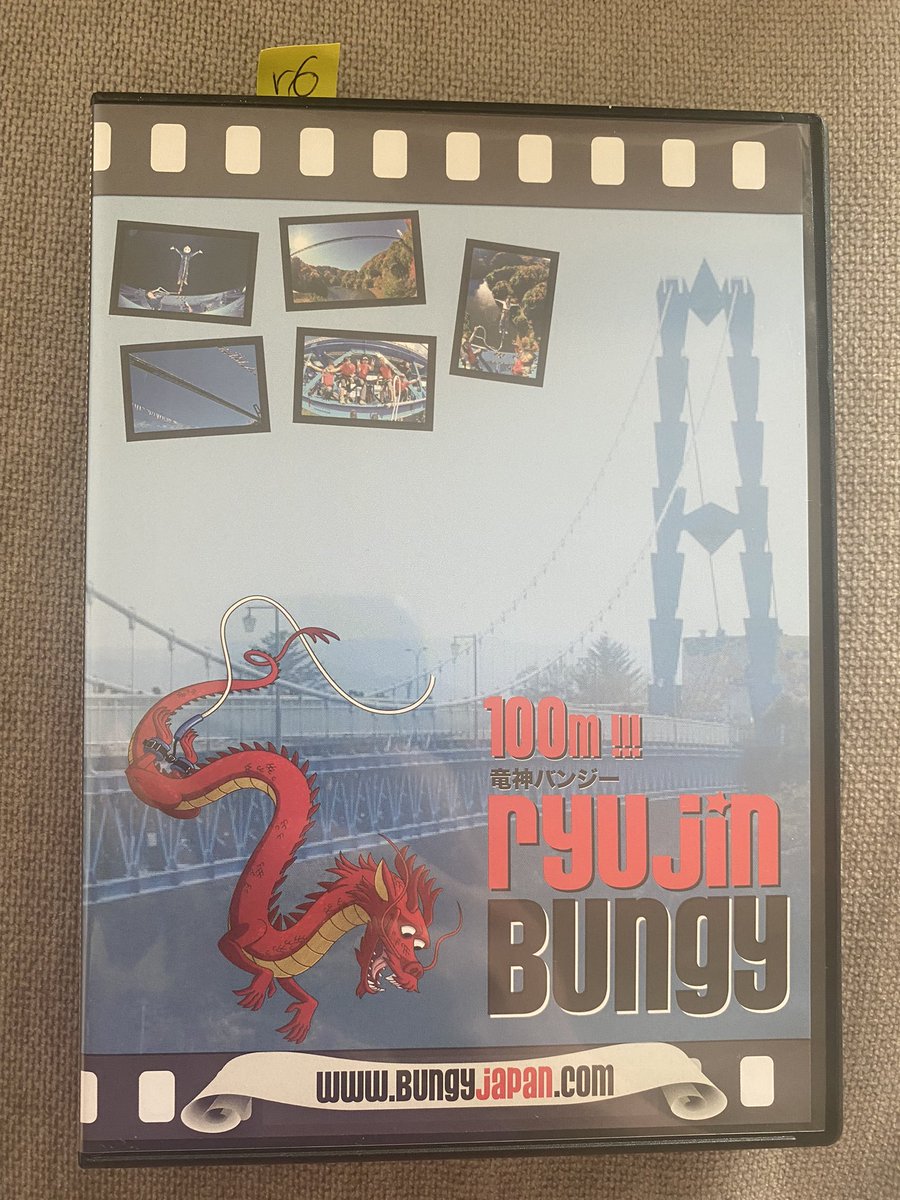 r6
100m !!!
竜神バンジー
ryujin
Bungy
www.Bungyjapan.com